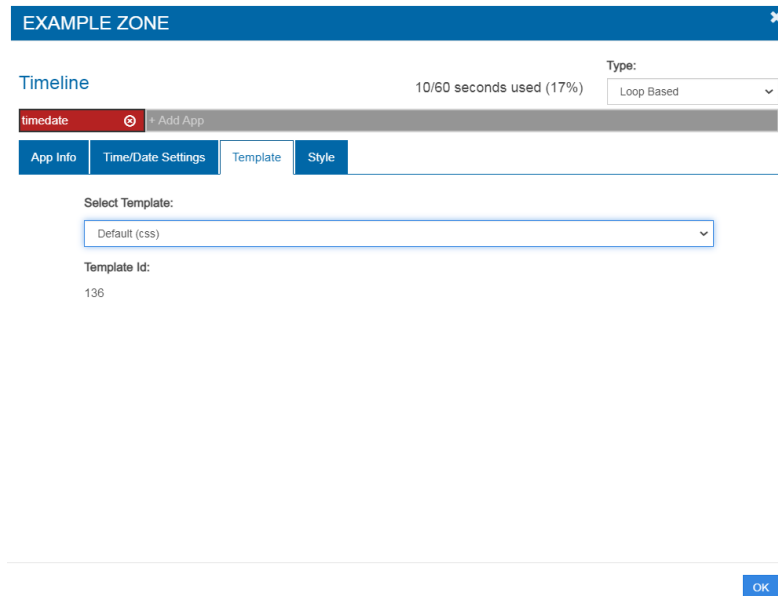 EXAMPLE ZONE
Timeline
10/60 seconds used (17%)
Type:
Loop Based
timedate
+ Add App
App Info
Time/Date Settings
Template
Style
Select Template:
Default (css)
Template Id:
136
OK